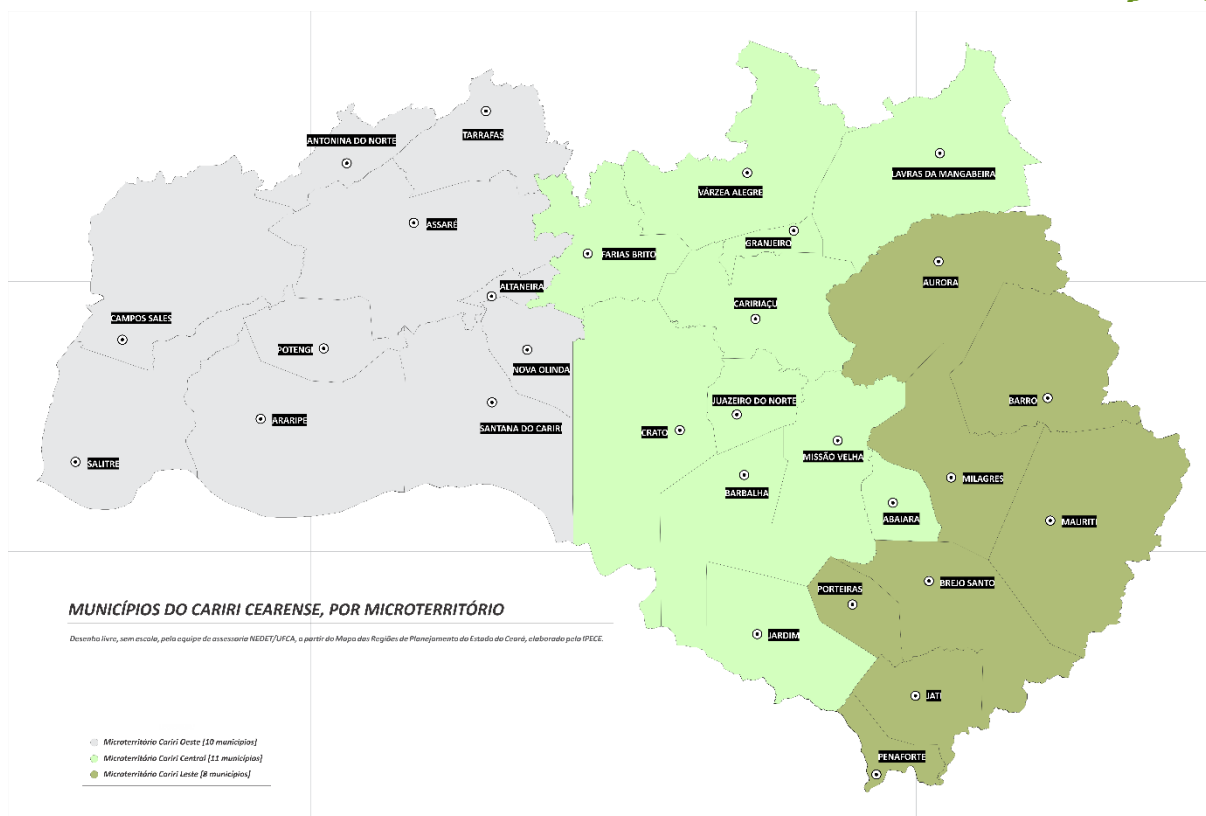 TARRAFAS
ANTONINA DO NORTE
LAVRAS DA MANGABEIRA
VÁRZEA ALEGRE
ASSARÉ
GRANJEIRO
FARIAS BRITO
AURORA
ALTANEIRA
CARIRIAÇU
CAMPOS SALES
POTENGI
NOVA OLINDA
JUAZEIRO DO NORTE
BARRO
ARARIPE
SANTANA DO CARIRI
CRATO
MISSÃO VELHA
SALITRE
MILAGRES
BARBALHA
ABAIARA
MAURITI
BREJO SANTO
PORTEIRAS
MUNICÍPIOS DO CARIRI CEARENSE, POR MICROTERRITÓRIO
Desenho livre, sem escala, pela equipe de assessoria NEDET/UFCA, a partir do Mapa das Regiões de Planejamento do Estado do Ceará, elaborado pelo IPECE.
JARDIM
JATI
Microterritório Cariri Oeste [10 municípios]
Microterritório Cariri Central [11 municípios]
PENAFORTE
Microterritório Cariri Leste [8 municípios]